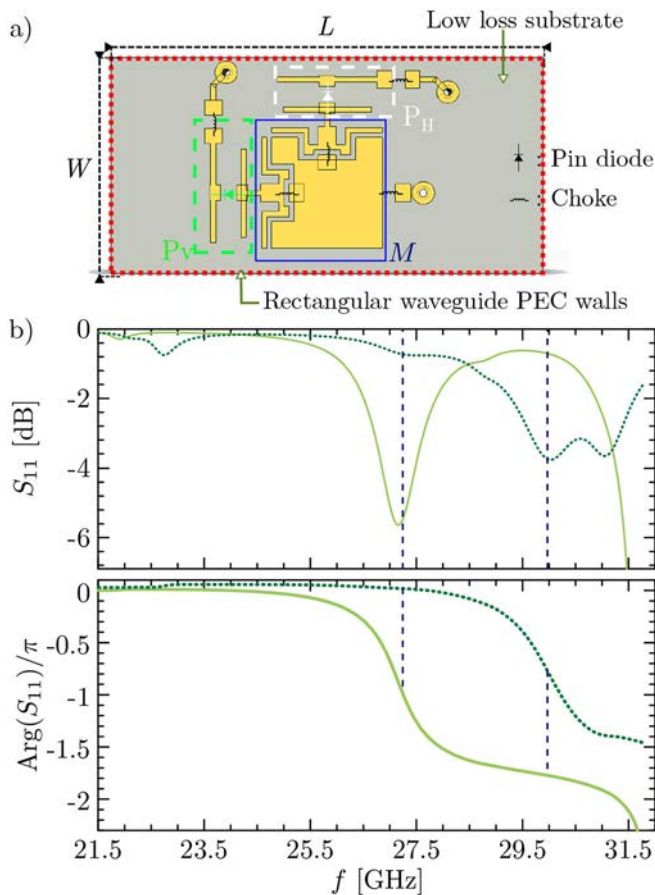 a)
L
Low loss substrate
W
P_H
: Pin diode
: Choke
Pv
M
Rectangular waveguide PEC walls
b)
0
-2
-4
-6
S_11 [dB]
0
-0.5
-1
-1.5
-2
Arg(S_11)/π
21.5 23.5 25.5 27.5 29.5 31.5
f [GHz]